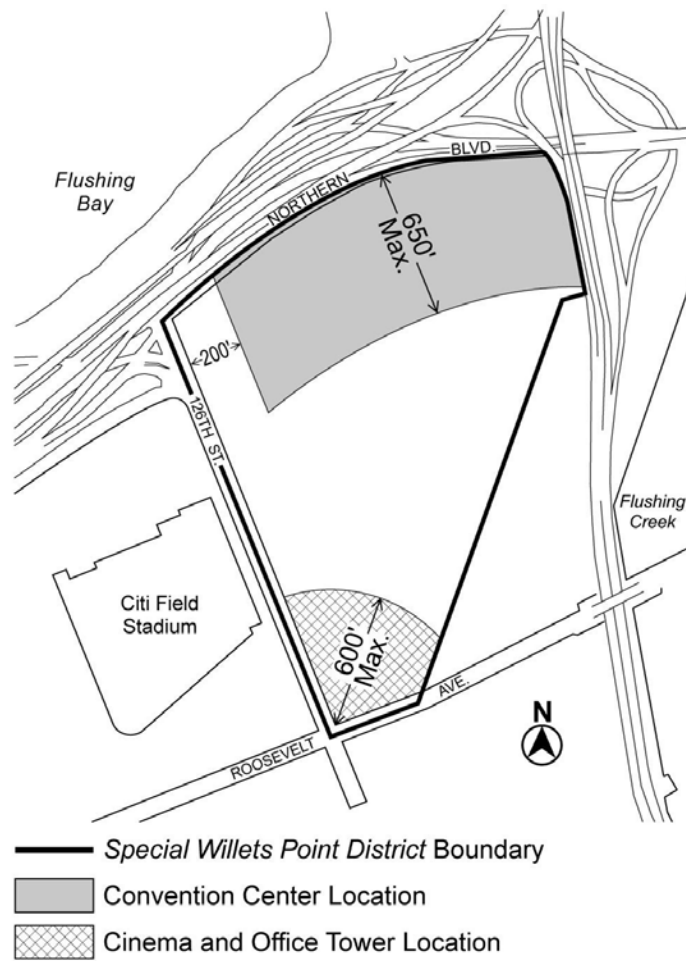 Flushing
Bay
NORTHERN
BLVD.
650'
Max.
200'
126TH ST.
Flushing
Creek
Citi Field
Stadium
600'
Max.
AVE.
ROOSEVELT
N
Special Willets Point District Boundary
Convention Center Location
Cinema and Office Tower Location